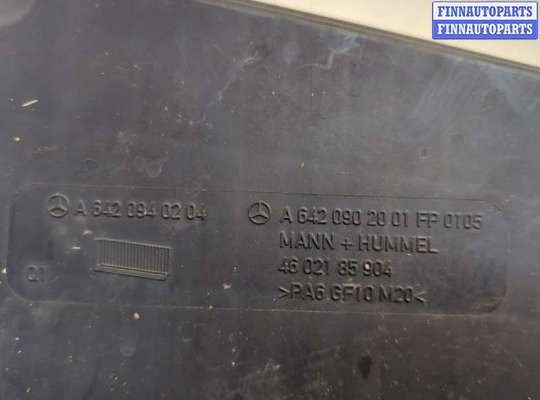 FINNAUTOPARTS
FINNAUTOPARTS
A 642 094 02 04
A 642 090 20 01 FP 0105
MANN + HUMMEL
46 021 85 904
>PA6 GF10 M20<
01